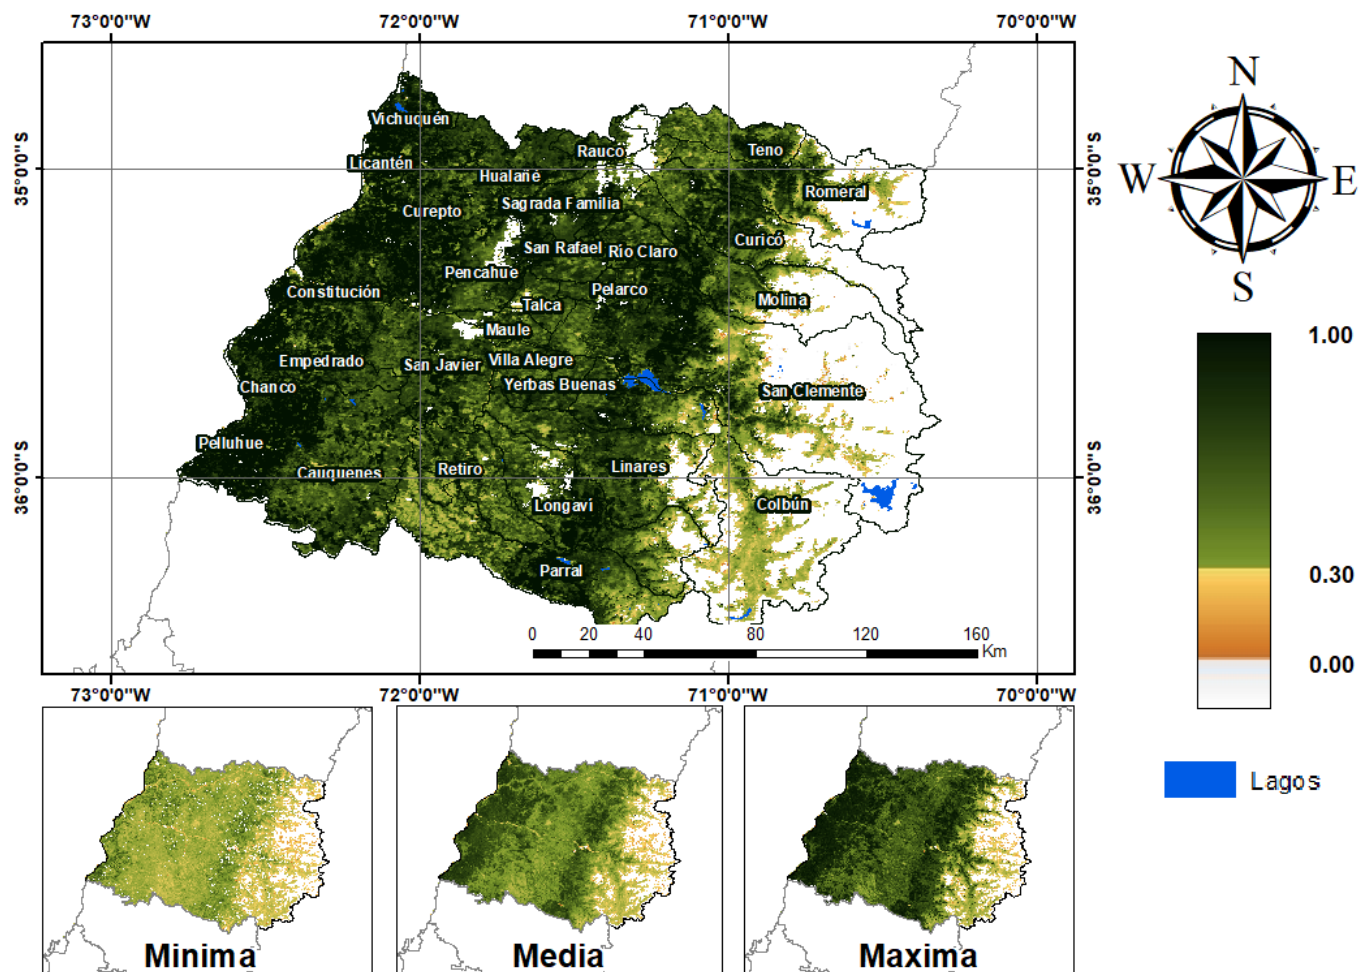 73°0'0"W 72°0'0"W 71°0'0"W 70°0'0"W
N
W E
S
35°0'0"S 35°0'0"S
36°0'0"S 36°0'0"S
Vichuquén
Licantén
Rauco
Teno
Hualañé
Romeral
Sagrada Familia
Curepto
San Rafael
Río Claro
Curicó
Pencahue
Constitución
Pelarco
Molina
Talca
Maule
Empedrado
San Javier
Villa Alegre
Chanco
Yerbas Buenas
San Clemente
Pelluhue
Cauquenes
Retiro
Linares
Longaví
Colbún
Parral
0 20 40 80 120 160
Km
73°0'0"W 72°0'0"W 71°0'0"W 70°0'0"W
1.00
0.30
0.00
Lagos
Minima
Media
Maxima